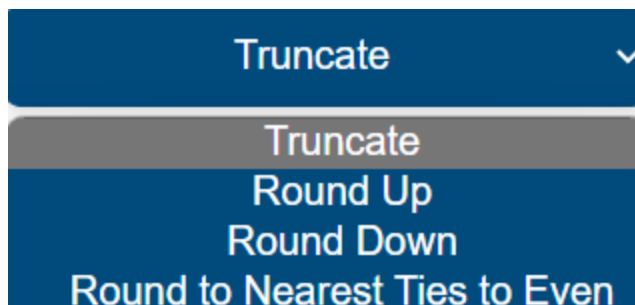 Truncate
Truncate
Round Up
Round Down
Round to Nearest Ties to Even